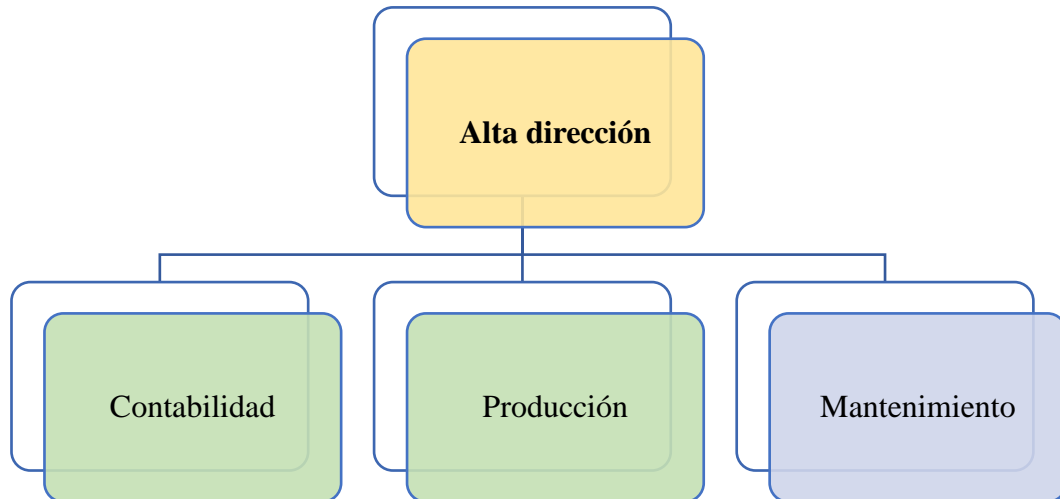 Alta dirección
Contabilidad
Producción
Mantenimiento